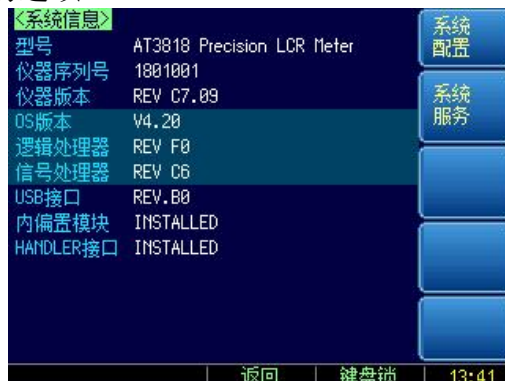 <系统信息>
型号 AT3818 Precision LCR Meter
仪器序列号 1801001
仪器版本 REV C7.09
OS版本 V4.20
逻辑处理器 REV F0
信号处理器 REV C6
USB接口 REV.B0
内偏置模块 INSTALLED
HANDLER接口 INSTALLED
系统
配置
系统
服务
返回 键盘锁 13:41